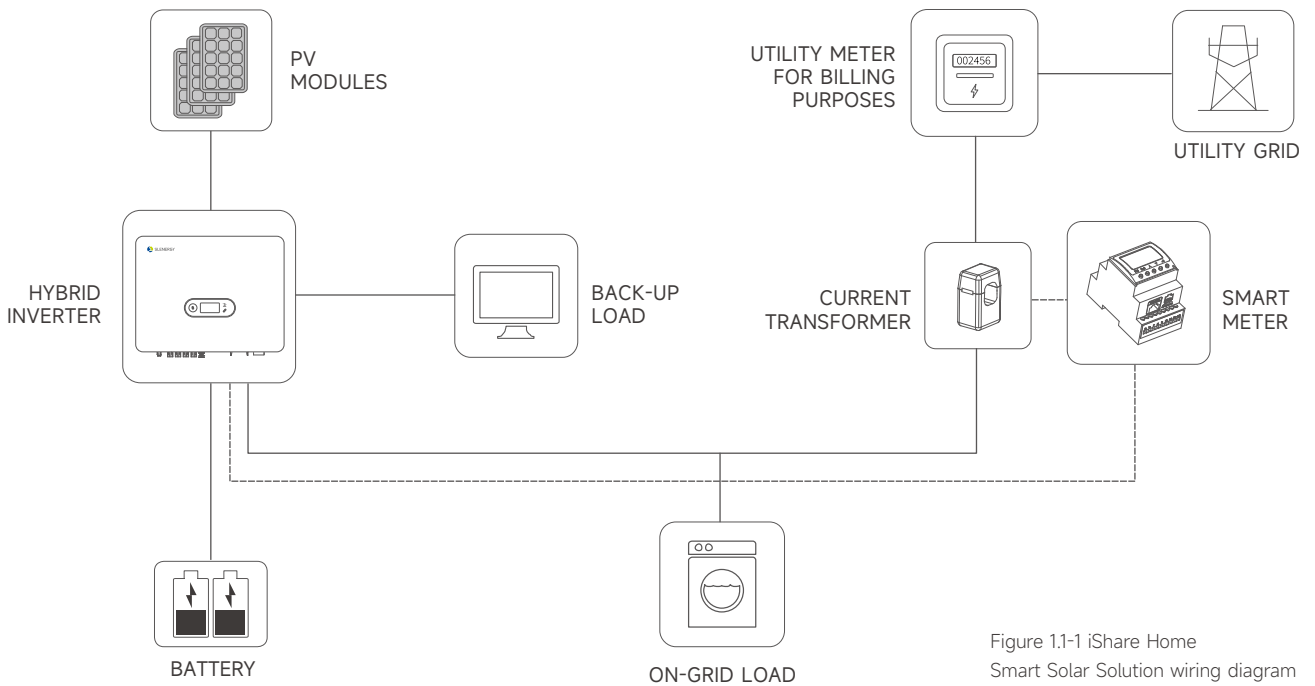 PV
MODULES
UTILITY METER
FOR BILLING
PURPOSES
002456
UTILITY GRID
HYBRID
INVERTER
BACK-UP
LOAD
CURRENT
TRANSFORMER
SMART
METER
BATTERY
ON-GRID LOAD
Figure 1.1-1 iShare Home
Smart Solar Solution wiring diagram